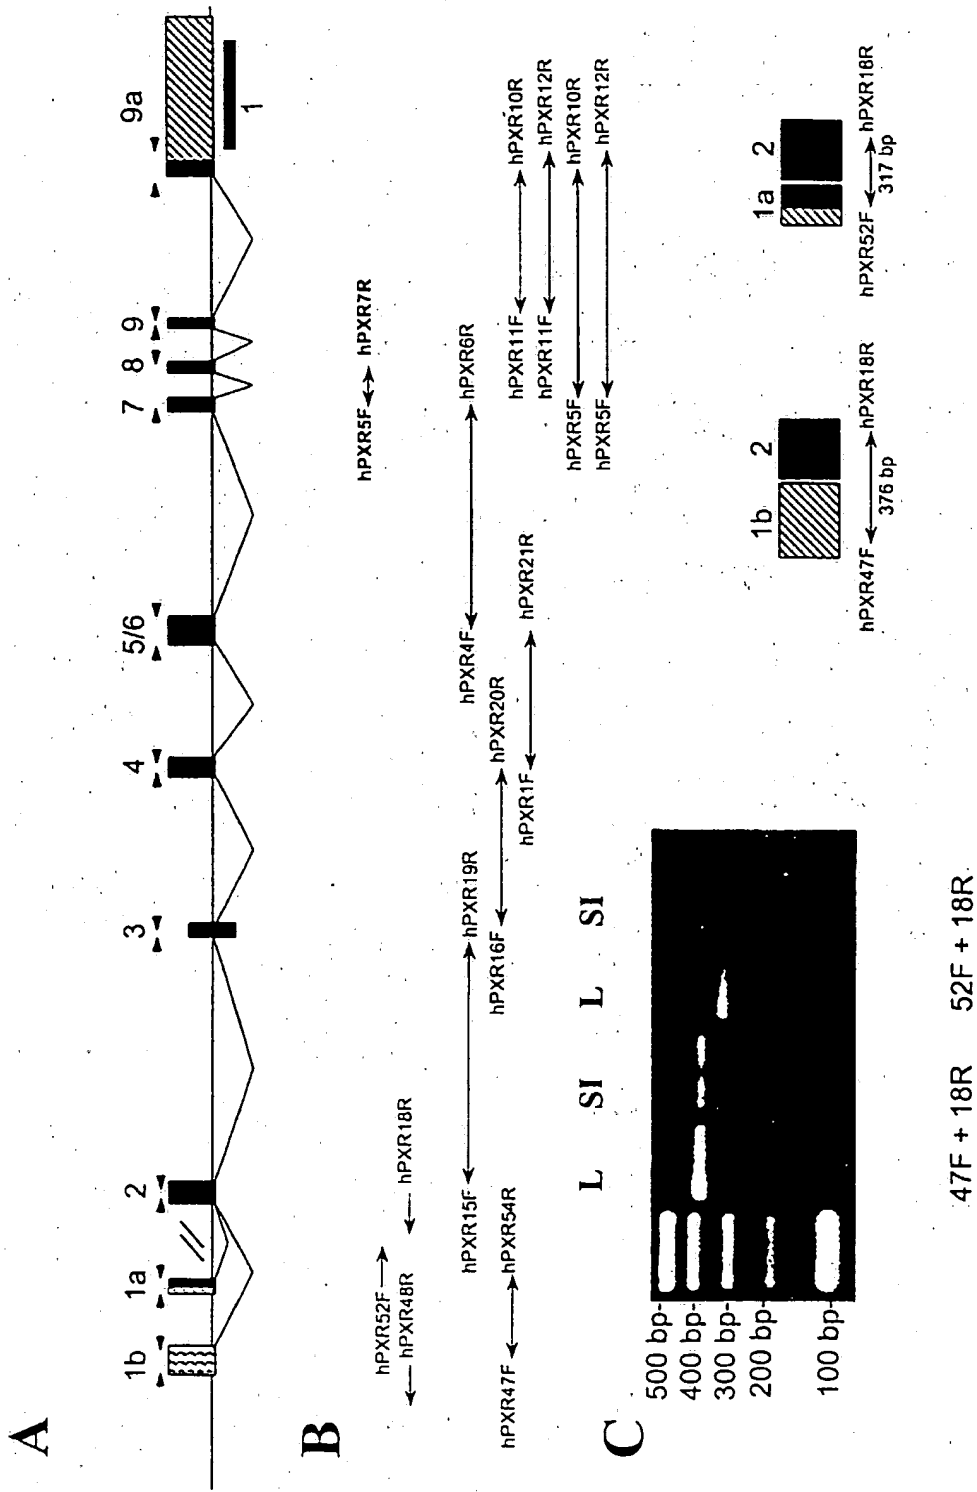 A
1b 1a 2 3 4 5/6 7 8 9 9a
1
B
hPXR5F hPXR7R
hPXR52F
hPXR48R hPXR18R
hPXR15F hPXR19R hPXR4F hPXR6R
hPXR16F hPXR20R
hPXR47F hPXR54R
hPXR11F hPXR10R
hPXR1F hPXR21R
hPXR11F hPXR12R
hPXR5F hPXR10R
hPXR5F hPXR12R
C
L SI L SI
500 bp-
400 bp-
300 bp-
200 bp-
100 bp-
47F + 18R 52F + 18R
1b 2
hPXR47F hPXR18R
376 bp
1a 2
hPXR52F hPXR18R
317 bp